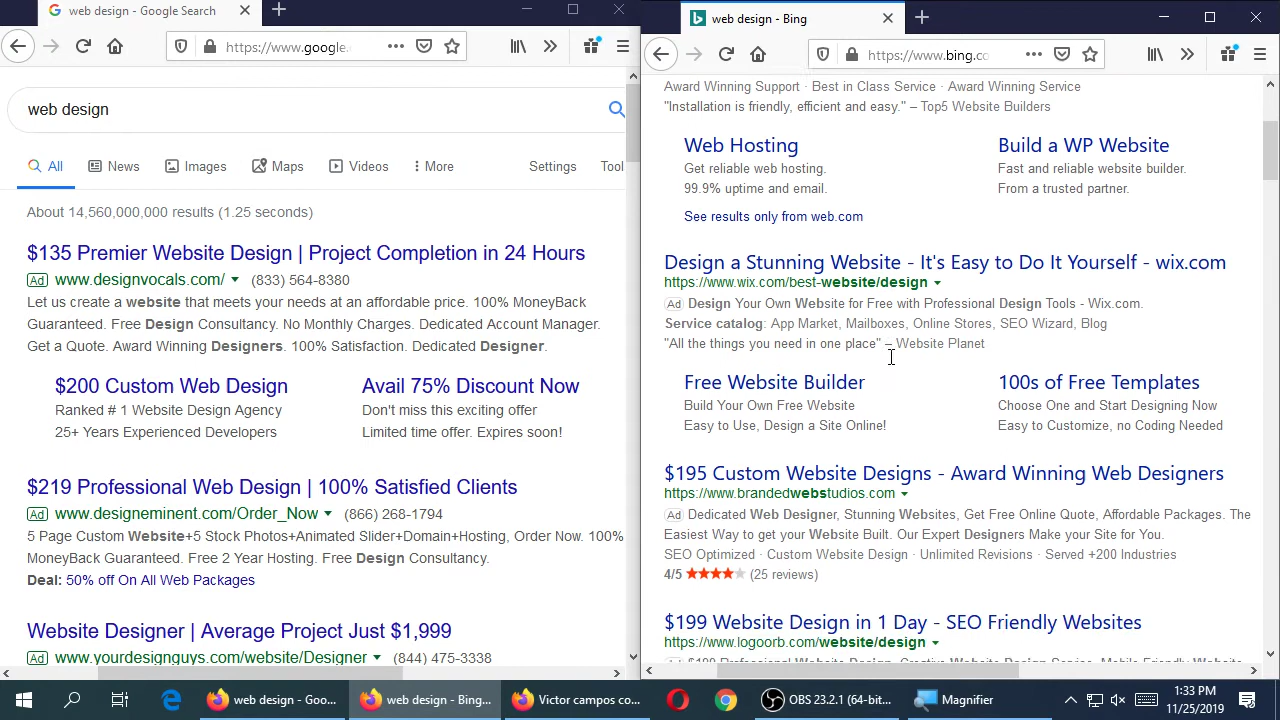 web design - Google Search
https://www.google.
web design
All
News
Images
Maps
Videos
More
Settings
Tool
About 14,560,000,000 results (1.25 seconds)
$135 Premier Website Design | Project Completion in 24 Hours
Ad www.designvocals.com/ (833) 564-8380
Let us create a website that meets your needs at an affordable price. 100% MoneyBack
Guaranteed. Free Design Consultancy. No Monthly Charges. Dedicated Account Manager.
Get a Quote. Award Winning Designers. 100% Satisfaction. Dedicated Designer.
$200 Custom Web Design
Ranked # 1 Website Design Agency
25+ Years Experienced Developers
Avail 75% Discount Now
Don't miss this exciting offer
Limited time offer. Expires soon!
$219 Professional Web Design | 100% Satisfied Clients
Ad www.designeminent.com/Order_Now (866) 268-1794
5 Page Custom Website+5 Stock Photos+Animated Slider+Domain+Hosting, Order Now. 100%
MoneyBack Guaranteed. Free 2 Year Hosting. Free Design Consultancy.
Deal: 50% off On All Web Packages
Website Designer | Average Project Just $1,999
Ad www.yourdesignguys.com/website/Designer (844) 475-3338
web design - Bing
https://www.bing.co
Award Winning Support · Best in Class Service · Award Winning Service
"Installation is friendly, efficient and easy." – Top5 Website Builders
Web Hosting
Get reliable web hosting.
99.9% uptime and email.
Build a WP Website
Fast and reliable website builder.
From a trusted partner.
See results only from web.com
Design a Stunning Website - It's Easy to Do It Yourself - wix.com
https://www.wix.com/best-website/design
Ad Design Your Own Website for Free with Professional Design Tools - Wix.com.
Service catalog: App Market, Mailboxes, Online Stores, SEO Wizard, Blog
"All the things you need in one place" – Website Planet
Free Website Builder
Build Your Own Free Website
Easy to Use, Design a Site Online!
100s of Free Templates
Choose One and Start Designing Now
Easy to Customize, no Coding Needed
$195 Custom Website Designs - Award Winning Web Designers
https://www.brandedwebstudios.com
Ad Dedicated Web Designer, Stunning Websites, Get Free Online Quote, Affordable Packages. The
Easiest Way to get your Website Built. Our Expert Designers Make your Site for You.
SEO Optimized · Custom Website Design · Unlimited Revisions · Served +200 Industries
4/5 (25 reviews)
$199 Website Design in 1 Day - SEO Friendly Websites
https://www.logoorb.com/website/design
web design - Goo...
web design - Bing...
Victor campos co...
OBS 23.2.1 (64-bit...
Magnifier
1:33 PM
11/25/2019